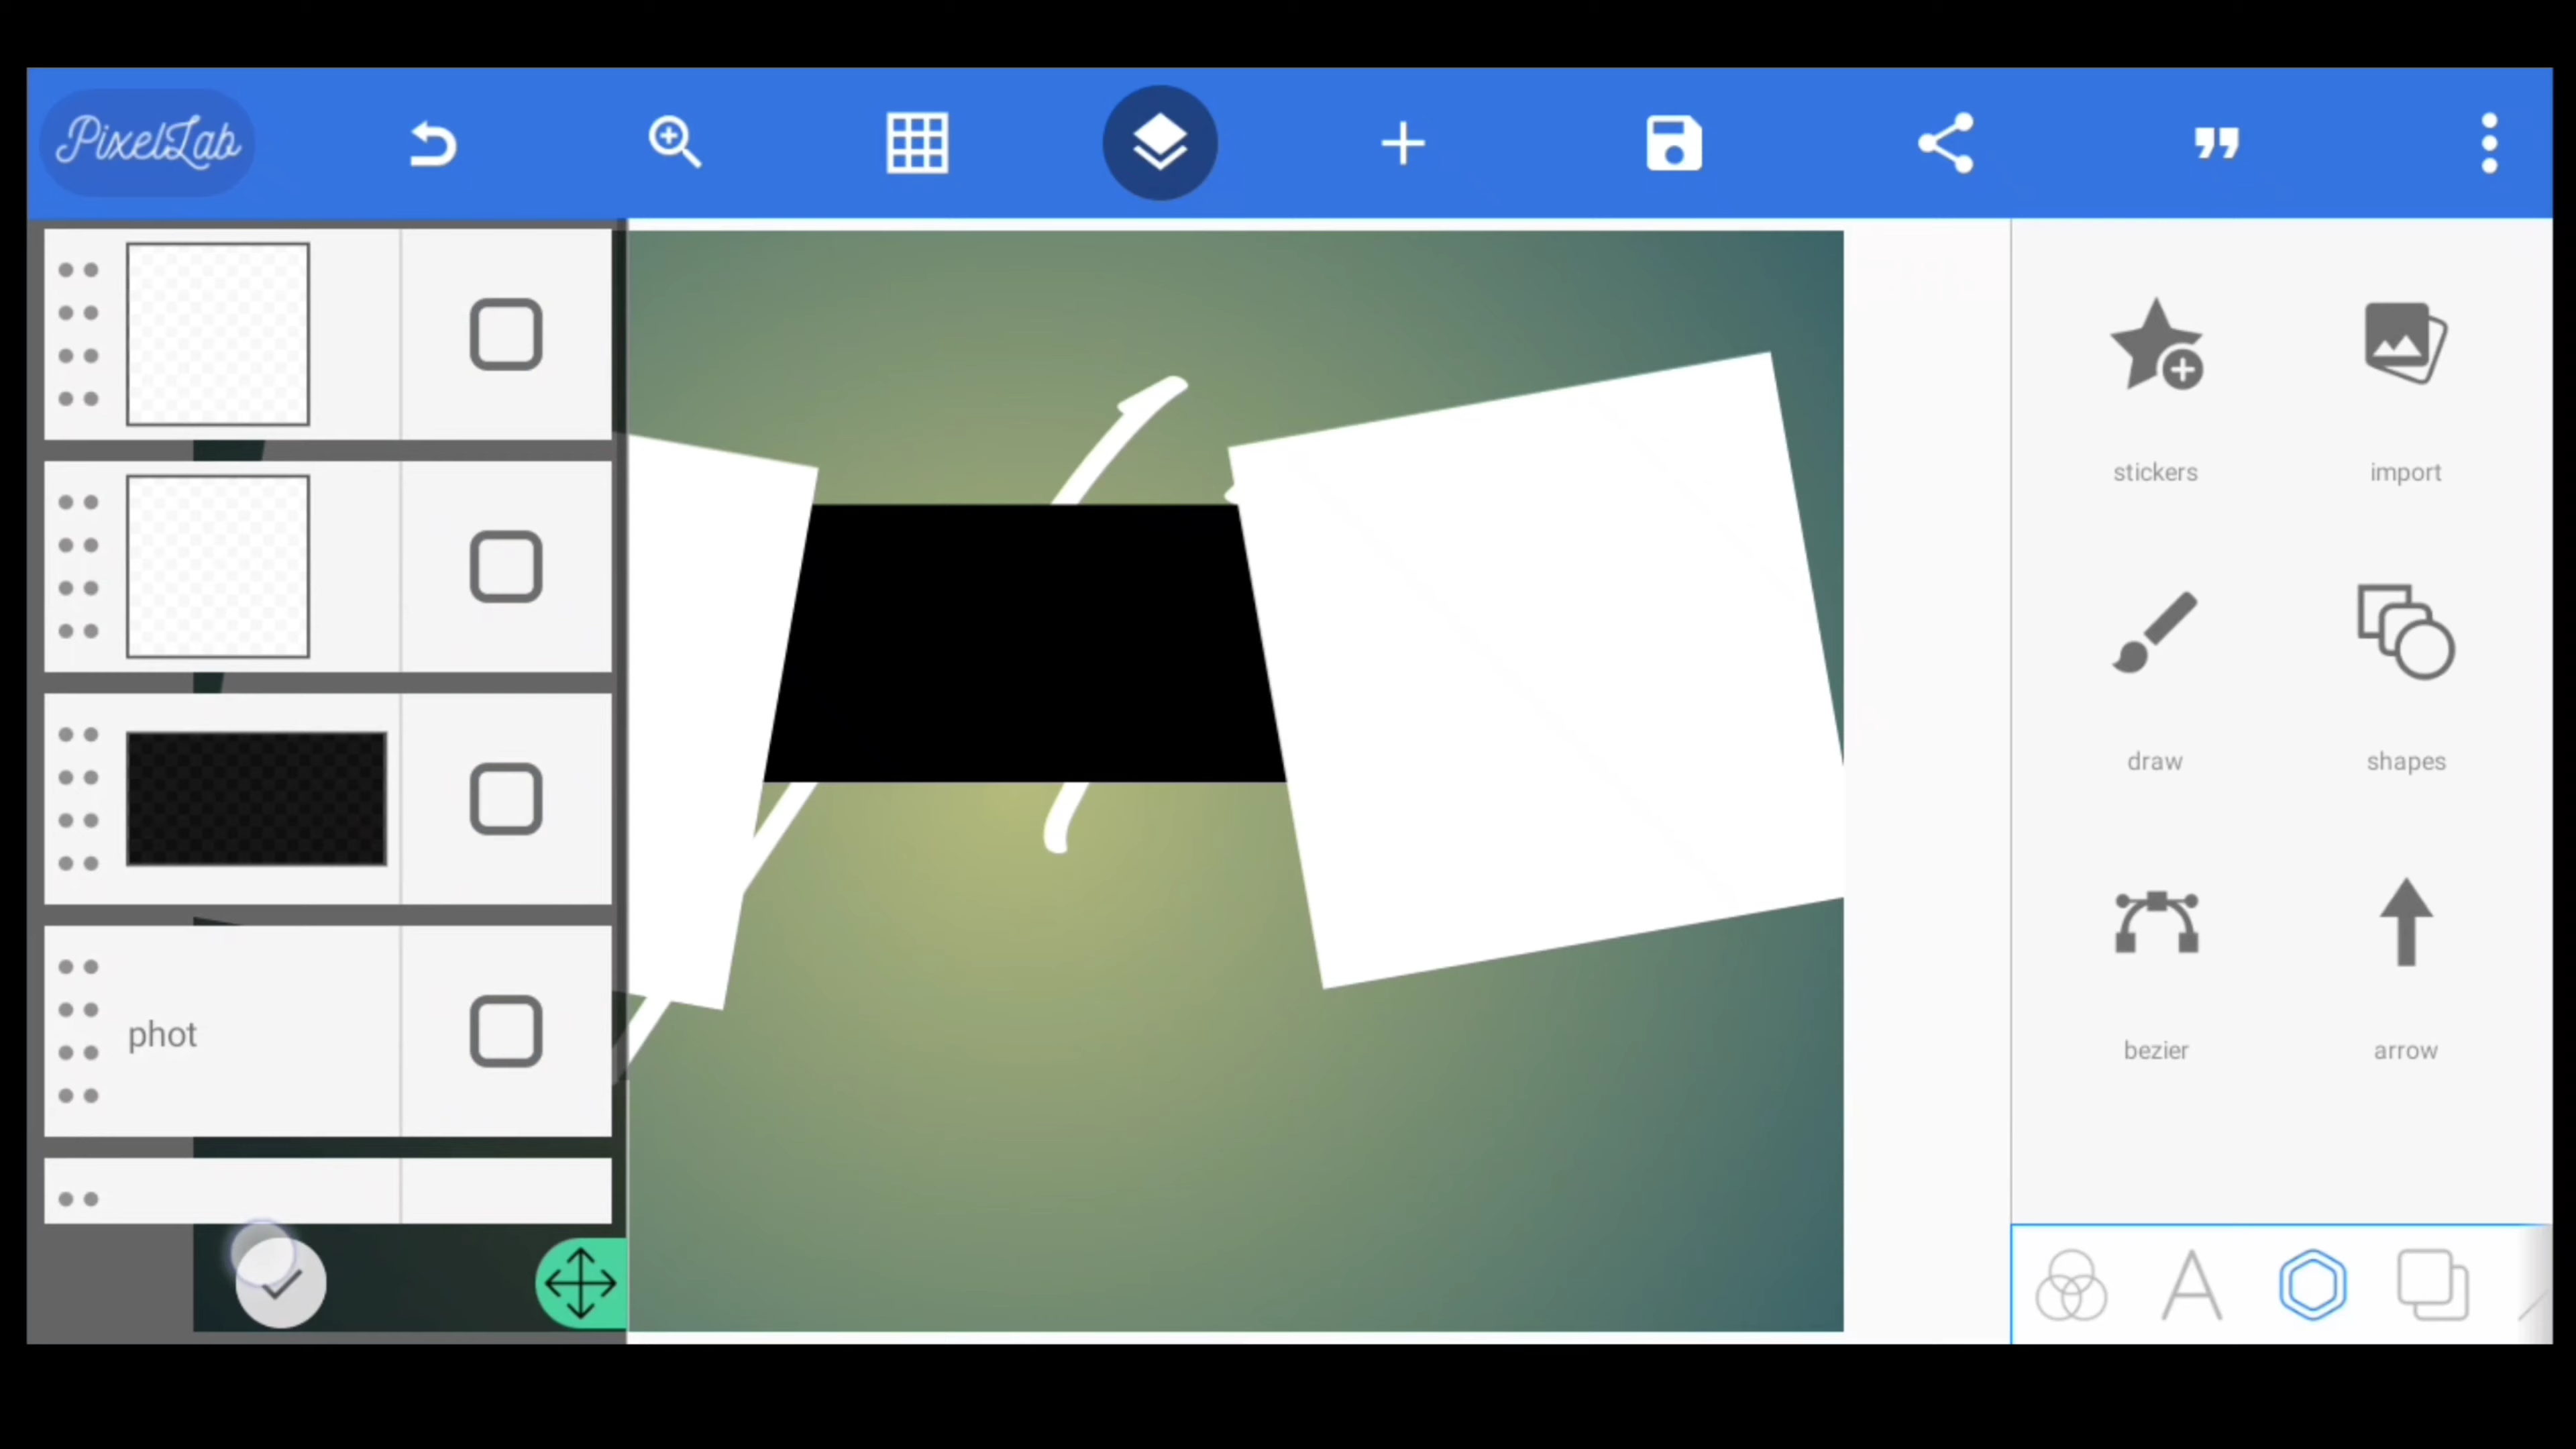 PixelLab
phot
stickers
import
draw
shapes
bezier
arrow